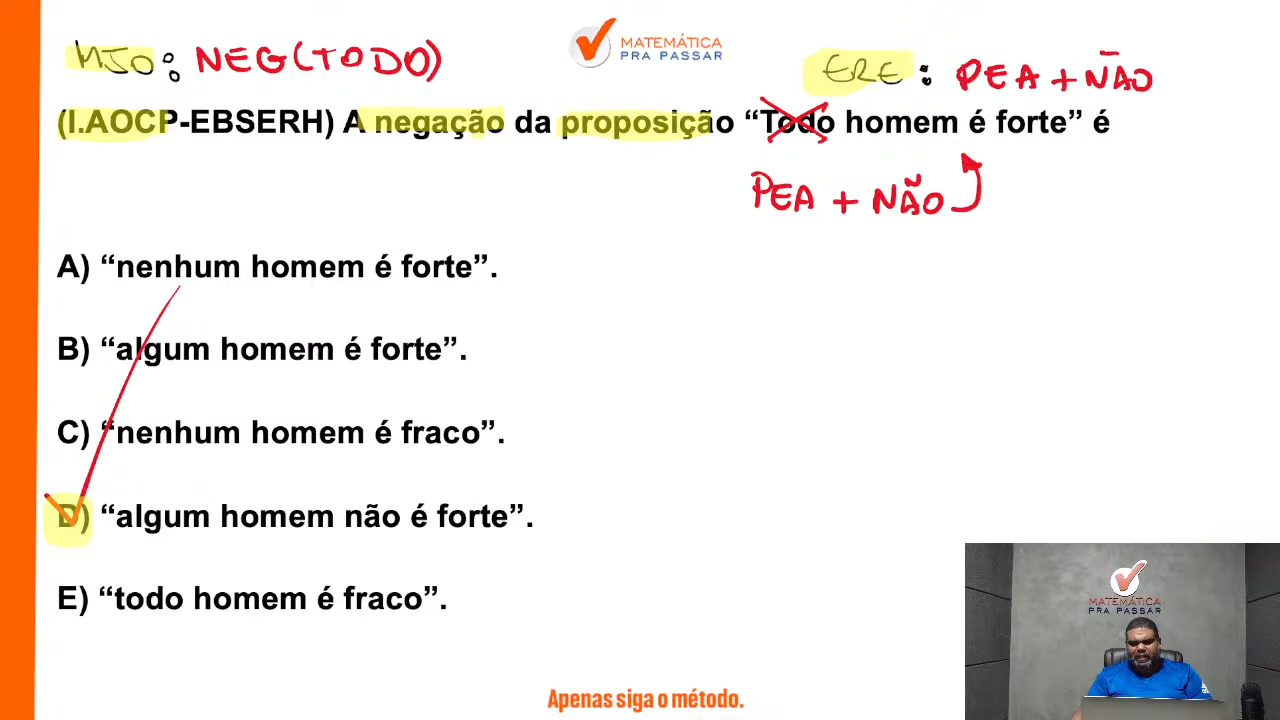 MJO: NEG(TODO)
MATEMÁTICA
PRA PASSAR
ERE: PEA + NÃO
(I.AOCP-EBSERH) A negação da proposição “Todo homem é forte” é
PEA + NÃO
A) “nenhum homem é forte”.
B) “algum homem é forte”.
C) “nenhum homem é fraco”.
D) “algum homem não é forte”.
E) “todo homem é fraco”.
MATEMÁTICA
PRA PASSAR
Apenas siga o método.